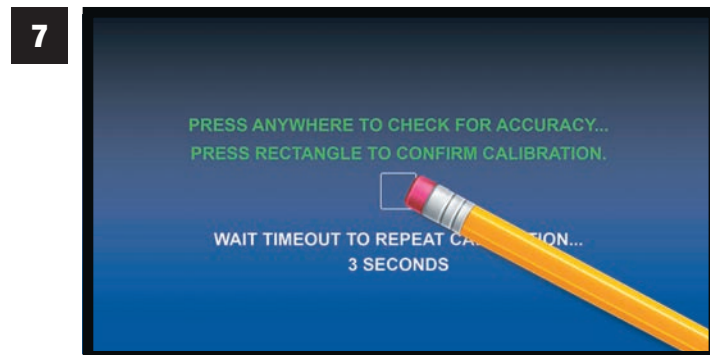 7
PRESS ANYWHERE TO CHECK FOR ACCURACY...
PRESS RECTANGLE TO CONFIRM CALIBRATION.
WAIT TIMEOUT TO REPEAT
3 SECONDS